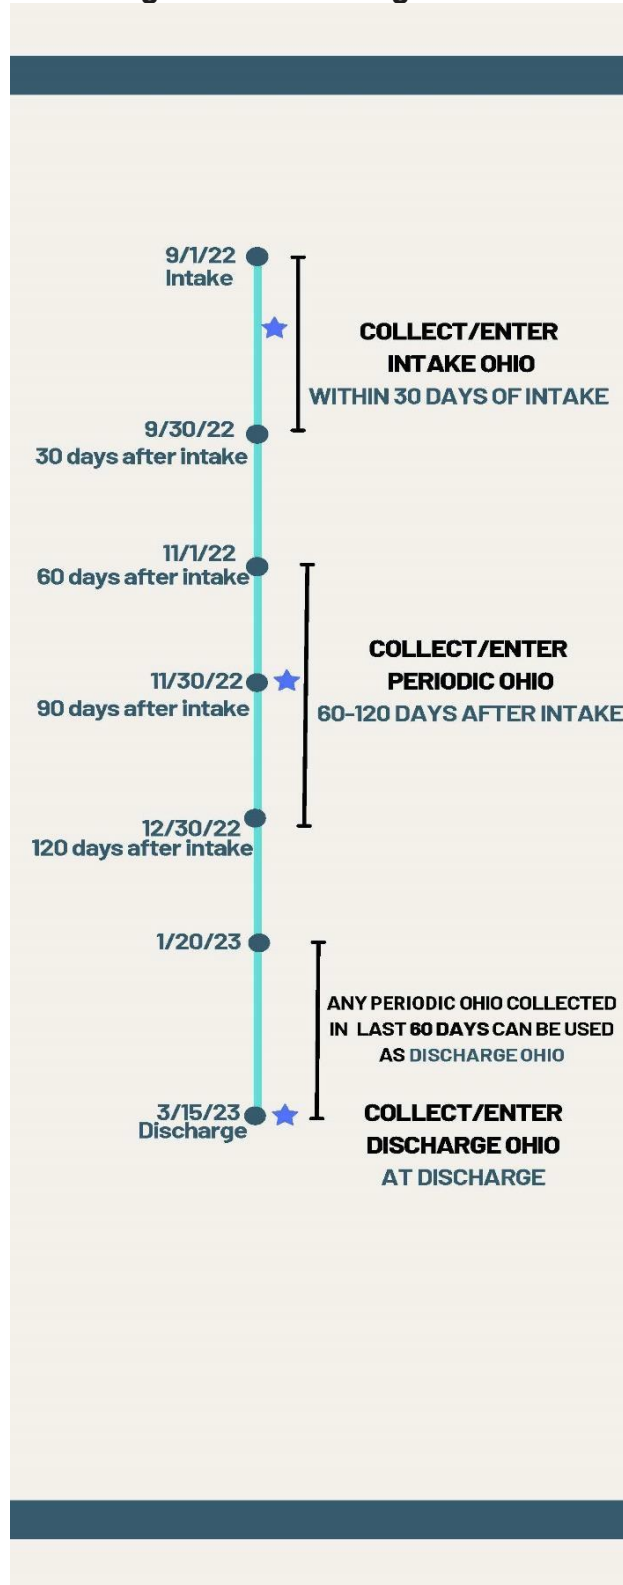 9/1/22
Intake
COLLECT/ENTER
INTAKE OHIO
WITHIN 30 DAYS OF INTAKE
9/30/22
30 days after intake
11/1/22
60 days after intake
COLLECT/ENTER
PERIODIC OHIO
60-120 DAYS AFTER INTAKE
11/30/22
90 days after intake
12/30/22
120 days after intake
1/20/23
ANY PERIODIC OHIO COLLECTED
IN LAST 60 DAYS CAN BE USED
AS DISCHARGE OHIO
3/15/23
Discharge
COLLECT/ENTER
DISCHARGE OHIO
AT DISCHARGE